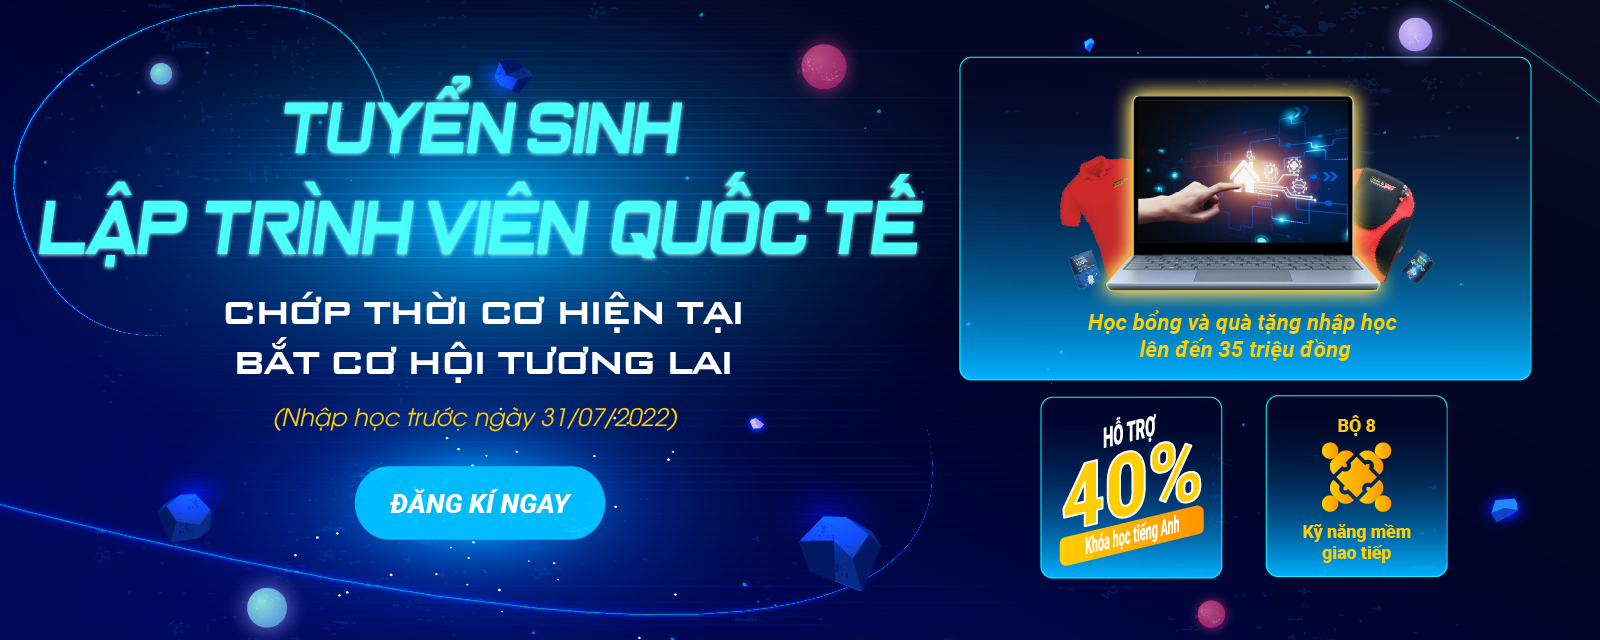 TUYỂN SINH
LẬP TRÌNH VIÊN QUỐC TẾ
CHỚP THỜI CƠ HIỆN TẠI
BẮT CƠ HỘI TƯƠNG LAI
(Nhập học trước ngày 31/07/2022)
ĐĂNG KÍ NGAY
Học bổng và quà tặng nhập học
lên đến 35 triệu đồng
HỖ TRỢ
40%
Khóa học tiếng Anh
BỘ 8
Kỹ năng mềm
giao tiếp